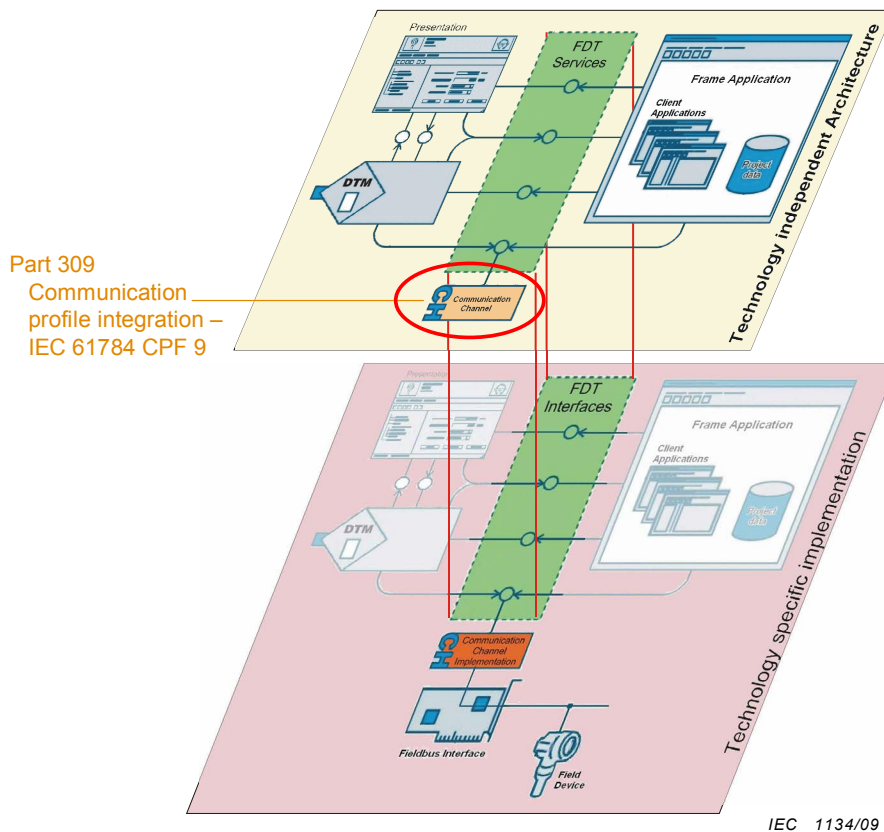 Presentation
FDT
Services
Frame Application
Client
Applications
Project
data
DTM
Technology independent Architecture
Part 309
Communication
profile integration –
IEC 61784 CPF 9
CH
Communication
Channel
Presentation
FDT
Interfaces
Frame Application
Client
Applications
Project
data
DTM
Technology specific implementation
CH
Communication
Channel
Implementation
Fieldbus Interface
Field
Device
IEC 1134/09